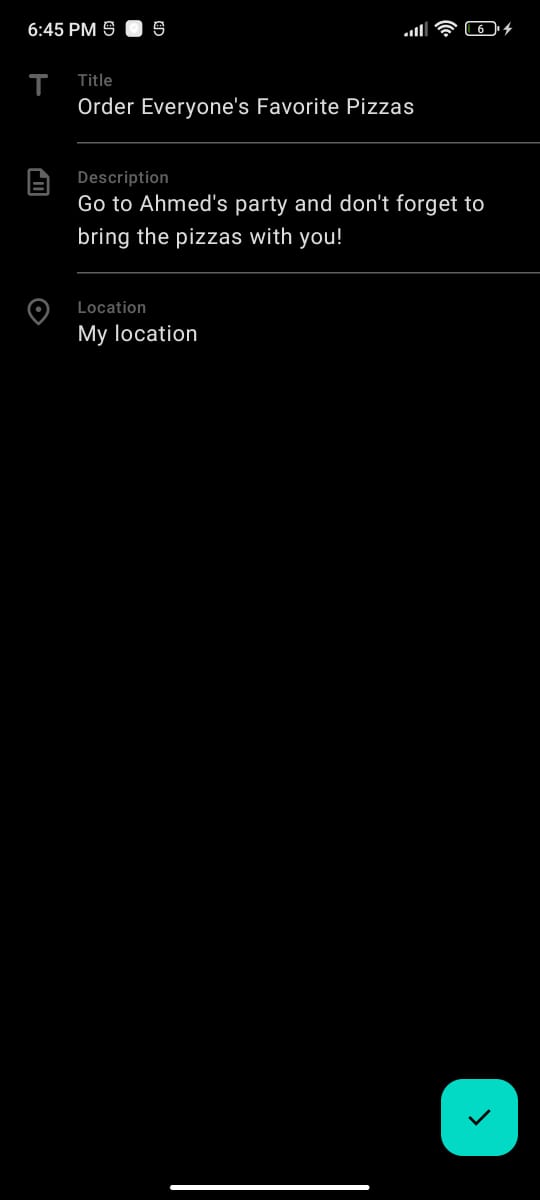 6:45 PM
6
Title
Order Everyone's Favorite Pizzas
Description
Go to Ahmed's party and don't forget to
bring the pizzas with you!
Location
My location